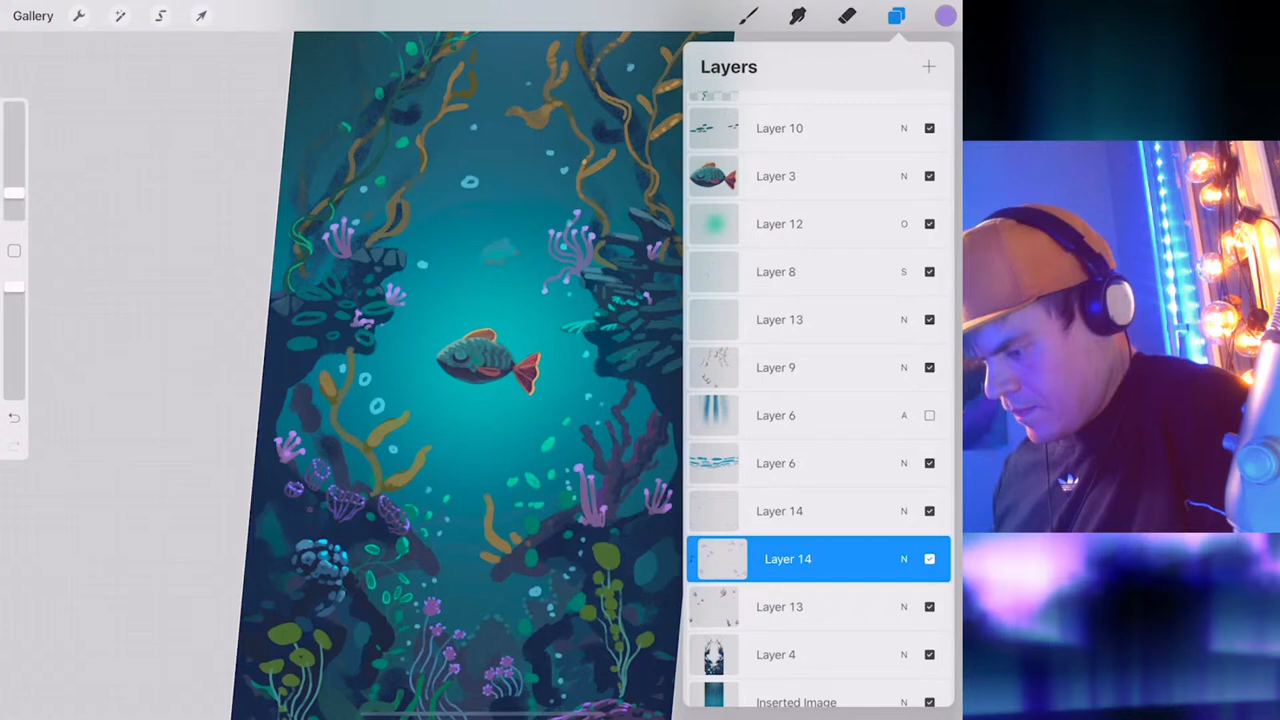 Gallery
Layers
Layer 10 N
Layer 3 N
Layer 12 O
Layer 8 S
Layer 13 N
Layer 9 N
Layer 6 A
Layer 6 N
Layer 14 N
Layer 14 N
Layer 13 N
Layer 4 N
Inserted Image N